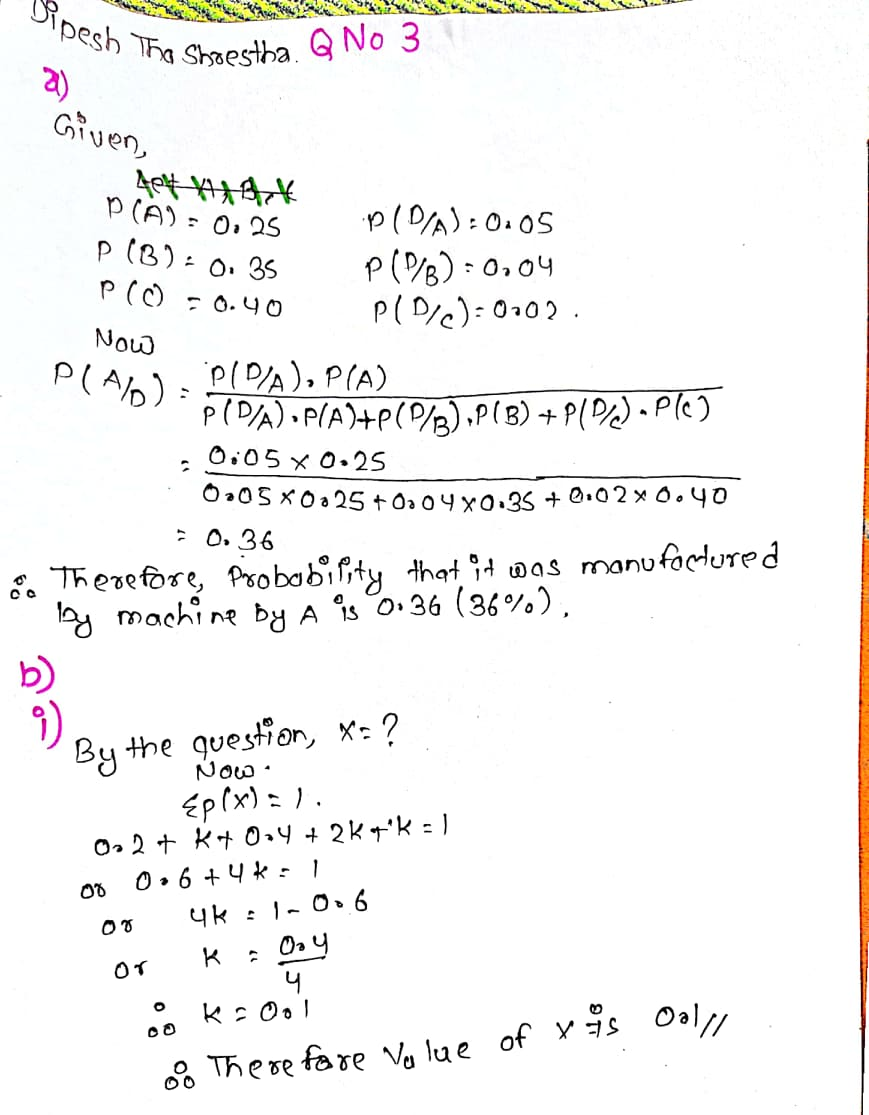 Dipesh Tha Shrestha. Q No 3
a)
Given,
P(A) = 0.25 P(D/A) = 0.05
P(B) = 0.35 P(D/B) = 0.04
P(C) = 0.40 P(D/C) = 0.02.
Now
P(A/D) = P(D/A).P(A)
P(D/A).P(A)+P(D/B).P(B)+P(D/C).P(C)
= 0.05 × 0.25
0.05×0.25+0.04×0.35+0.02×0.40
= 0.36
∴ Therefore, Probability that it was manufactured
by machine by A is 0.36 (36%).
b)
i)
By the question, x = ?
Now.
Σp(x) = 1.
0.2 + K + 0.4 + 2K + K = 1
or 0.6 + 4k = 1
or 4k = 1 - 0.6
or K = 0.4
4
∴ k = 0.1
∴ Therefore Value of x is 0.1//